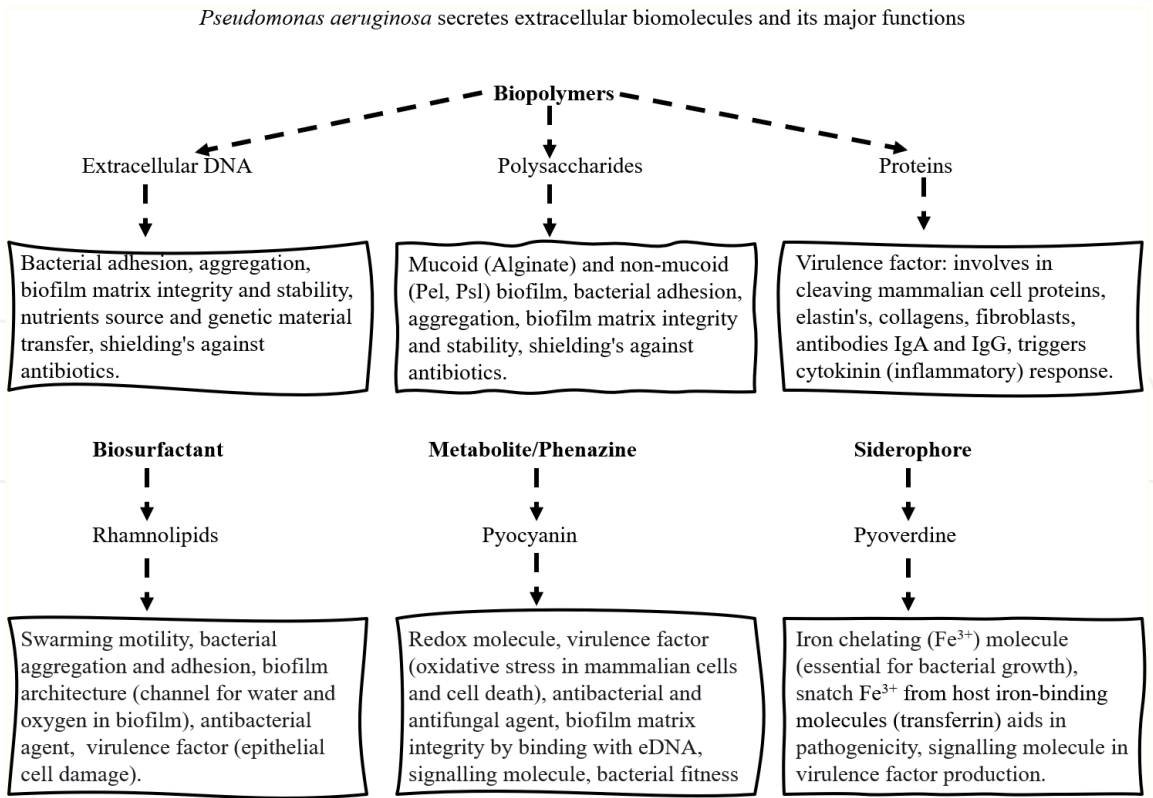 Pseudomonas aeruginosa secretes extracellular biomolecules and its major functions
Biopolymers
Extracellular DNA
Polysaccharides
Proteins
Bacterial adhesion, aggregation,
biofilm matrix integrity and stability,
nutrients source and genetic material
transfer, shielding's against
antibiotics.
Mucoid (Alginate) and non-mucoid
(Pel, Psl) biofilm, bacterial adhesion,
aggregation, biofilm matrix integrity
and stability, shielding's against
antibiotics.
Virulence factor: involves in
cleaving mammalian cell proteins,
elastin's, collagens, fibroblasts,
antibodies IgA and IgG, triggers
cytokinin (inflammatory) response.
Biosurfactant
Metabolite/Phenazine
Siderophore
Rhamnolipids
Pyocyanin
Pyoverdine
Swarming motility, bacterial
aggregation and adhesion, biofilm
architecture (channel for water and
oxygen in biofilm), antibacterial
agent,  virulence factor (epithelial
cell damage).
Redox molecule, virulence factor
(oxidative stress in mammalian cells
and cell death), antibacterial and
antifungal agent, biofilm matrix
integrity by binding with eDNA,
signalling molecule, bacterial fitness
Iron chelating (Fe³⁺) molecule
(essential for bacterial growth),
snatch Fe³⁺ from host iron-binding
molecules (transferrin) aids in
pathogenicity, signalling molecule in
virulence factor production.